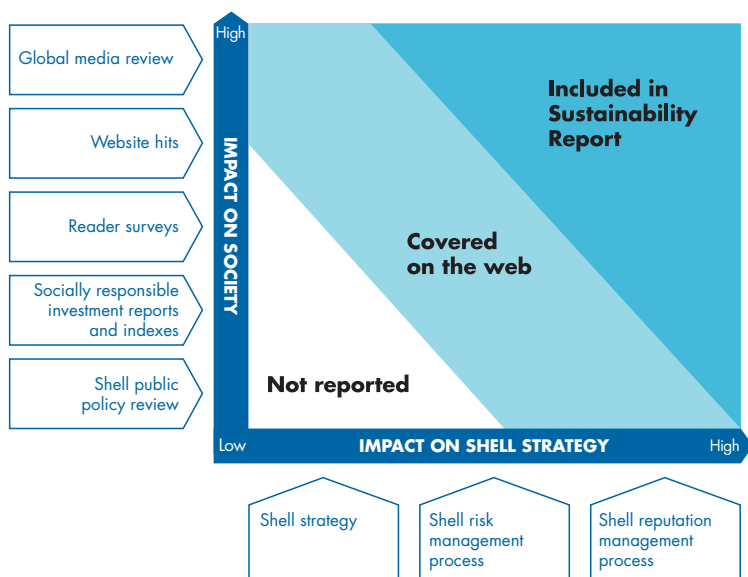 High
Global media review
Website hits
Reader surveys
Socially responsible
investment reports
and indexes
Shell public
policy review
IMPACT ON SOCIETY
Included in
Sustainability
Report
Covered
on the web
Not reported
Low
IMPACT ON SHELL STRATEGY
High
Shell strategy
Shell risk
management
process
Shell reputation
management
process